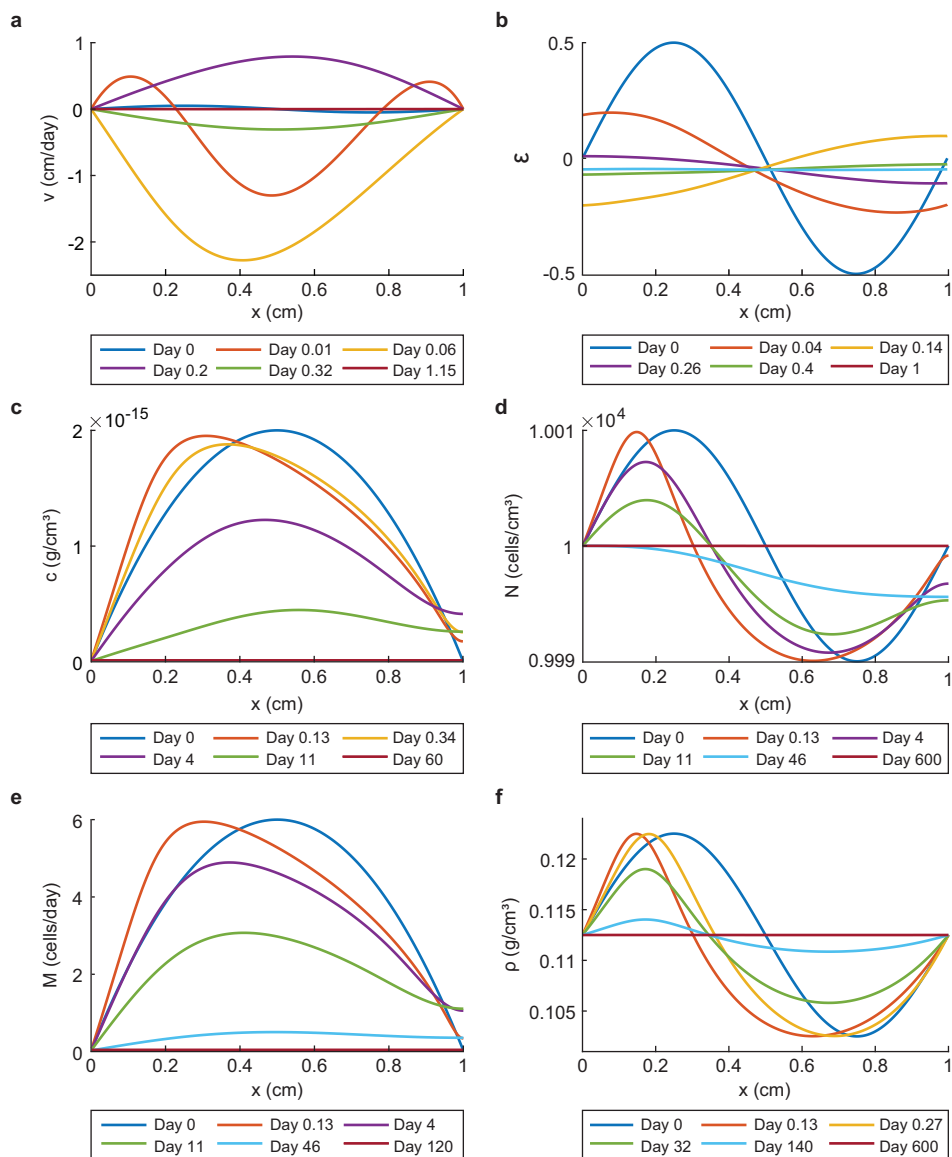 a
v (cm/day)
1
0
-1
-2
0 0.2 0.4 0.6 0.8 1
x (cm)
Day 0 Day 0.01 Day 0.06
Day 0.2 Day 0.32 Day 1.15
b
ε
0.5
0
-0.5
0 0.2 0.4 0.6 0.8 1
x (cm)
Day 0 Day 0.04 Day 0.14
Day 0.26 Day 0.4 Day 1
c
×10⁻¹⁵
c (g/cm³)
2
1
0
0 0.2 0.4 0.6 0.8 1
x (cm)
Day 0 Day 0.13 Day 0.34
Day 4 Day 11 Day 60
d
×10⁴
N (cells/cm³)
1.001
1
0.999
0 0.2 0.4 0.6 0.8 1
x (cm)
Day 0 Day 0.13 Day 4
Day 11 Day 46 Day 600
e
M (cells/day)
6
4
2
0
0 0.2 0.4 0.6 0.8 1
x (cm)
Day 0 Day 0.13 Day 4
Day 11 Day 46 Day 120
f
ρ (g/cm³)
0.12
0.115
0.11
0.105
0 0.2 0.4 0.6 0.8 1
x (cm)
Day 0 Day 0.13 Day 0.27
Day 32 Day 140 Day 600